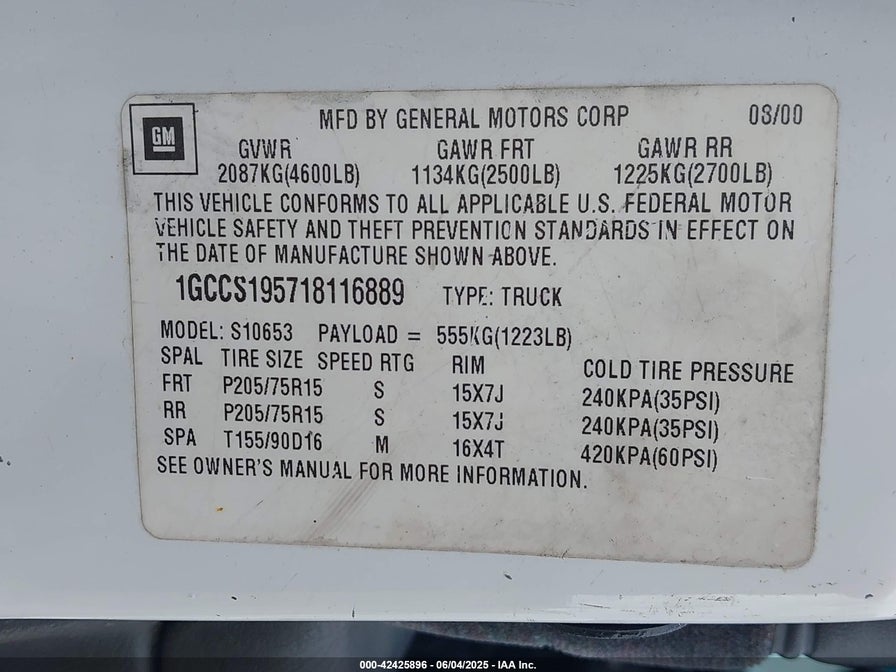 GM
MFD BY GENERAL MOTORS CORP 08/00
GVWR GAWR FRT GAWR RR
2087KG(4600LB) 1134KG(2500LB) 1225KG(2700LB)
THIS VEHICLE CONFORMS TO ALL APPLICABLE U.S. FEDERAL MOTOR
VEHICLE SAFETY AND THEFT PREVENTION STANDARDS IN EFFECT ON
THE DATE OF MANUFACTURE SHOWN ABOVE.
1GCCS195718116889 TYPE: TRUCK
MODEL: S10653 PAYLOAD = 555KG(1223LB)
SPAL TIRE SIZE SPEED RTG RIM COLD TIRE PRESSURE
FRT P205/75R15 S 15X7J 240KPA(35PSI)
RR P205/75R15 S 15X7J 240KPA(35PSI)
SPA T155/90D16 M 16X4T 420KPA(60PSI)
SEE OWNER'S MANUAL FOR MORE INFORMATION.
000-42425896 - 06/04/2025 - IAA Inc.